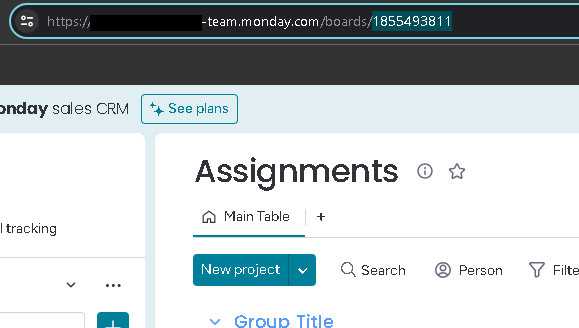 https://-team.monday.com/boards/1855493811
onday sales CRM See plans
Assignments
l tracking
Main Table +
New project Search Person Filte
Group Title